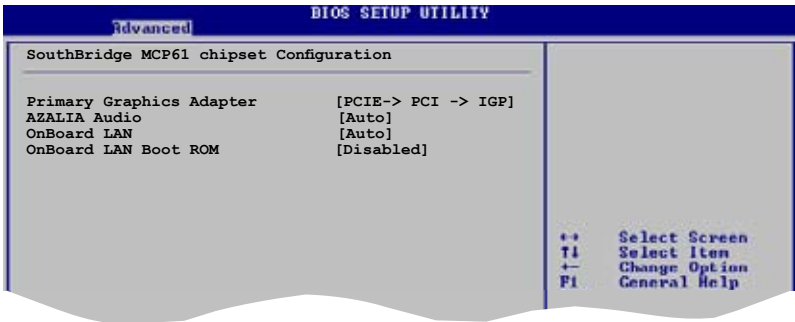 BIOS SETUP UTILITY
Advanced
SouthBridge MCP61 chipset Configuration
Primary Graphics Adapter [PCIE-> PCI -> IGP]
AZALIA Audio [Auto]
OnBoard LAN [Auto]
OnBoard LAN Boot ROM [Disabled]
←→ Select Screen
↑↓ Select Item
+- Change Option
F1 General Help